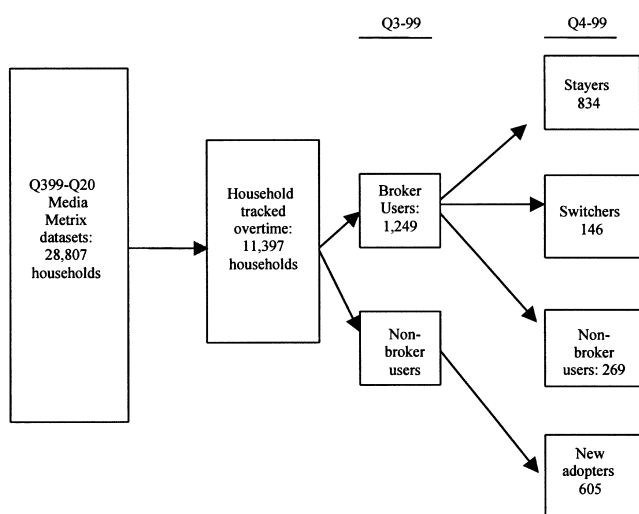 Q3-99
Q4-99
Q399-Q20
Media
Metrix
datasets:
28,807
households
Household
tracked
overtime:
11,397
households
Broker
Users:
1,249
Non-
broker
users
Stayers
834
Switchers
146
Non-
broker
users: 269
New
adopters
605